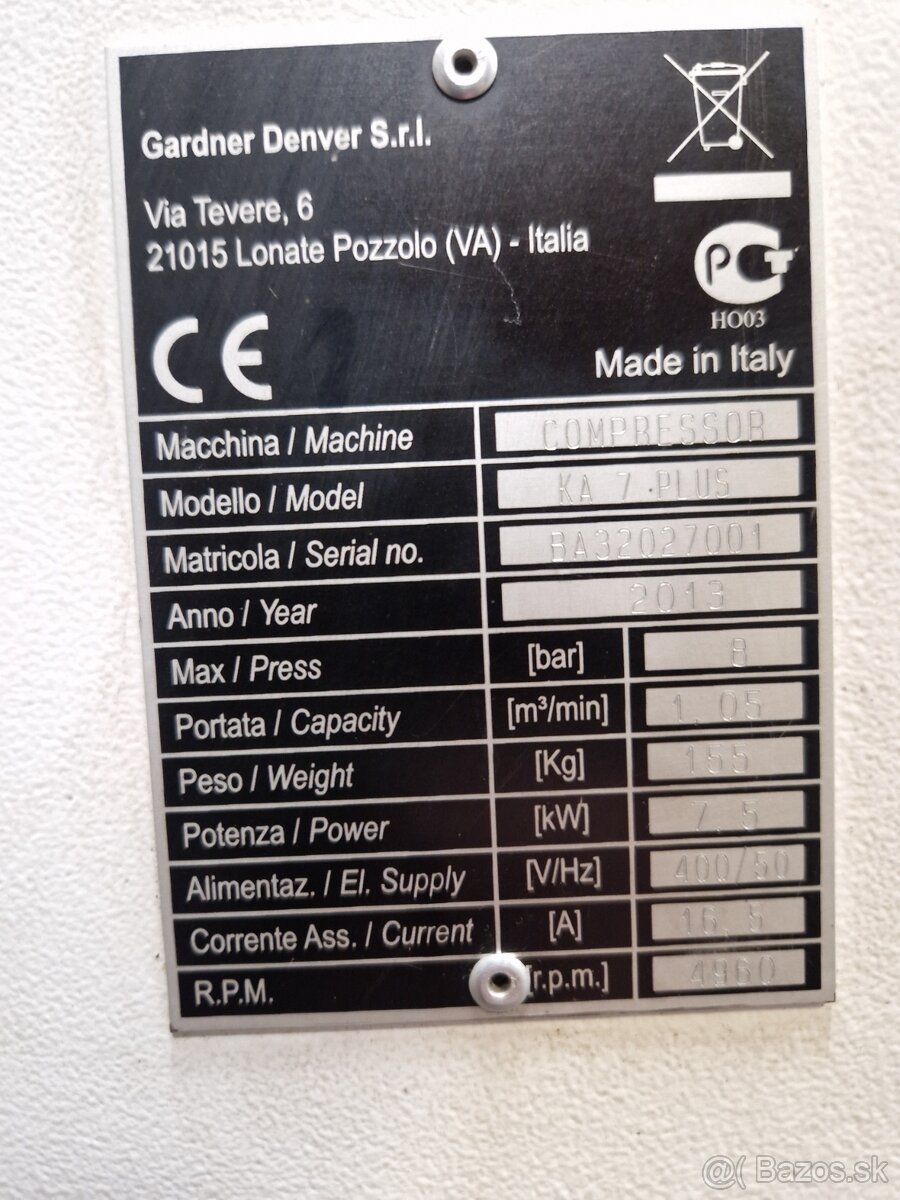 Gardner Denver S.r.l.
Via Tevere, 6
21015 Lonate Pozzolo (VA) - Italia
PCT
HO03
CE
Made in Italy
Macchina / Machine COMPRESSOR
Modello / Model KA 7 PLUS
Matricola / Serial no. BA32027001
Anno / Year 2013
Max / Press [bar] 8
Portata / Capacity [m³/min] 1,05
Peso / Weight [Kg] 155
Potenza / Power [kW] 7,5
Alimentaz. / El. Supply [V/Hz] 400/50
Corrente Ass. / Current [A] 16,5
R.P.M. [r.p.m.] 4960
@( Bazos.sk